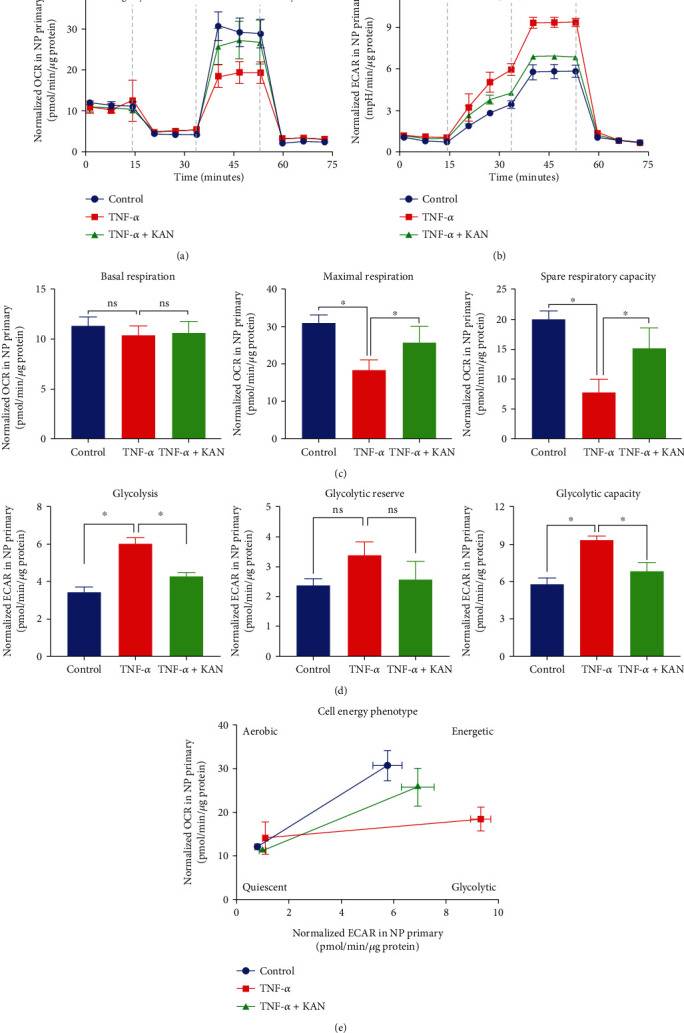 Normalized OCR in NP primary
(pmol/min/μg protein)
30
20
10
0
0 15 30 45 60 75
Time (minutes)
Control
TNF-α
TNF-α + KAN
(a)
Normalized ECAR in NP primary
(mpH/min/μg protein)
9
6
3
0
0 15 30 45 60 75
Time (minutes)
Control
TNF-α
TNF-α + KAN
(b)
Basal respiration
Normalized OCR in NP primary
(pmol/min/μg protein)
15
10
5
0
ns ns
Control TNF-α TNF-α + KAN
Maximal respiration
Normalized OCR in NP primary
(pmol/min/μg protein)
40
30
20
10
0
* *
Control TNF-α TNF-α + KAN
Spare respiratory capacity
Normalized OCR in NP primary
(pmol/min/μg protein)
25
20
15
10
5
0
* *
Control TNF-α TNF-α + KAN
(c)
Glycolysis
Normalized ECAR in NP primary
(pmol/min/μg protein)
8
6
4
2
0
* *
Control TNF-α TNF-α + KAN
Glycolytic reserve
Normalized ECAR in NP primary
(pmol/min/μg protein)
5
4
3
2
1
0
ns ns
Control TNF-α TNF-α + KAN
Glycolytic capacity
Normalized ECAR in NP primary
(pmol/min/μg protein)
12
9
6
3
0
* *
Control TNF-α TNF-α + KAN
(d)
Cell energy phenotype
Normalized OCR in NP primary
(pmol/min/μg protein)
40
30
20
10
0
Aerobic Energetic
Quiescent Glycolytic
0 2 4 6 8 10
Normalized ECAR in NP primary
(pmol/min/μg protein)
Control
TNF-α
TNF-α + KAN
(e)